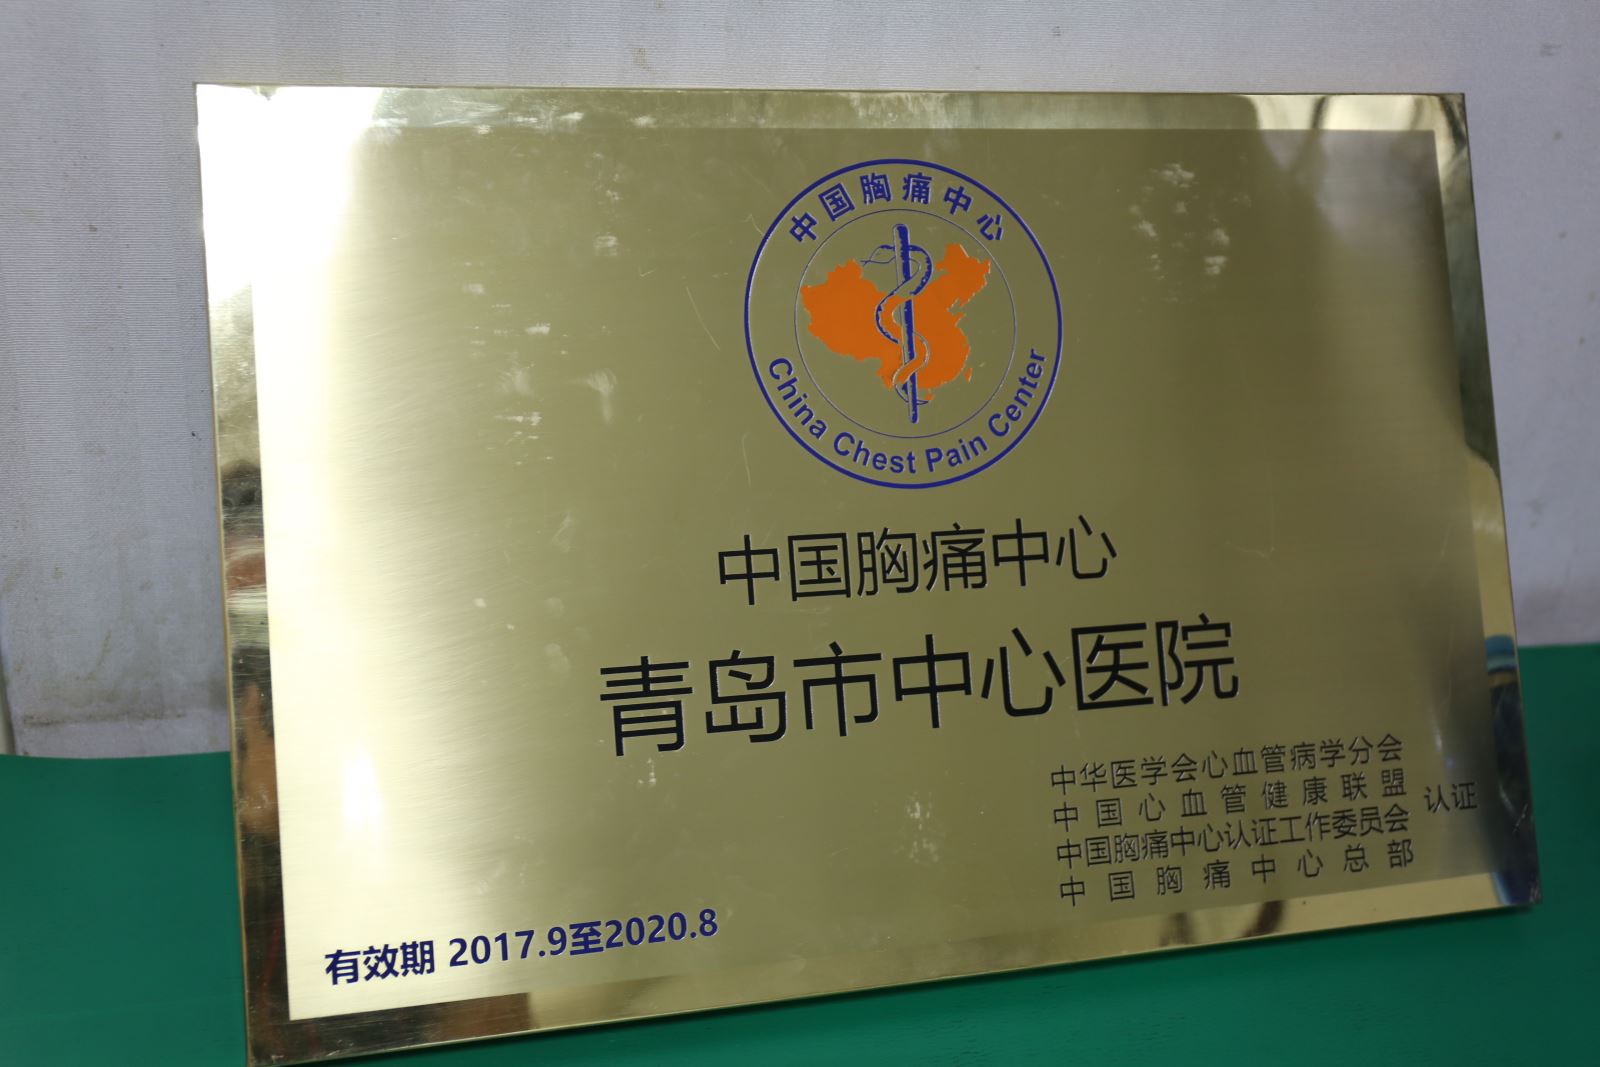 中国胸痛中心
China Chest Pain Center
中国胸痛中心
青岛市中心医院
中华医学会心血管病学分会
中国心血管健康联盟
认证
中国胸痛中心认证工作委员会
中国胸痛中心总部
有效期 2017.9至2020.8